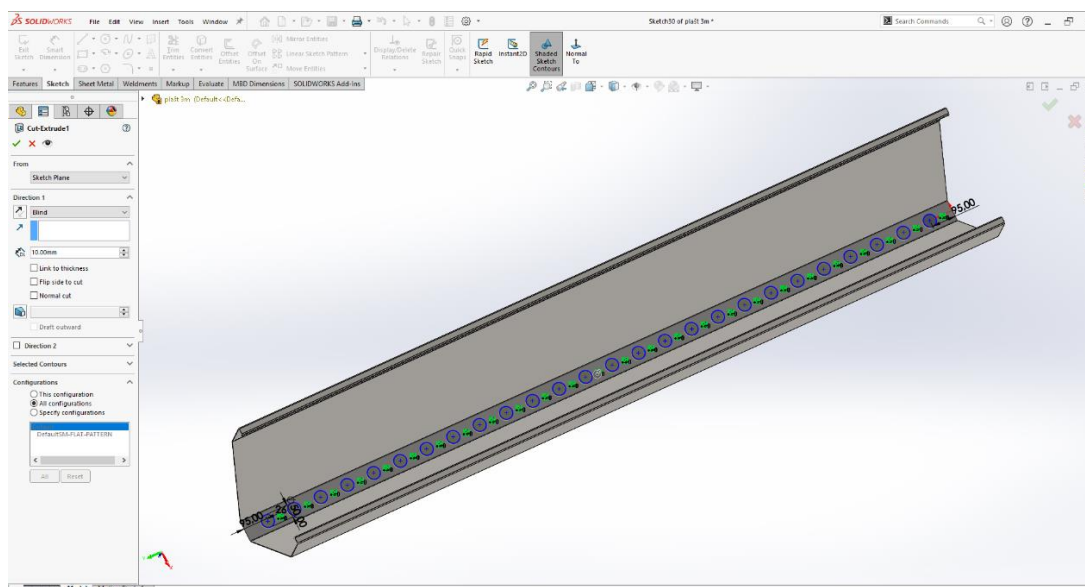 SOLIDWORKS File Edit View Insert Tools Window
Sketch30 of plašt 3m *
Search Commands
Exit Sketch
Smart Dimension
Trim Entities
Convert Entities
Offset Entities
Offset On Surface
Mirror Entities
Linear Sketch Pattern
Move Entities
Display/Delete Relations
Repair Sketch
Quick Snaps
Rapid Sketch
Instant2D
Shaded Sketch Contours
Normal To
Features Sketch Sheet Metal Weldments Markup Evaluate MBD Dimensions SOLIDWORKS Add-Ins
plašt 3m (Default<<Defa...
Cut-Extrude1
From
Sketch Plane
Direction 1
Blind
10.00mm
Link to thickness
Flip side to cut
Normal cut
Draft outward
Direction 2
Selected Contours
Configurations
This configuration
All configurations
Specify configurations
DefaultSM-FLAT-PATTERN
All Reset
95.00
95.00